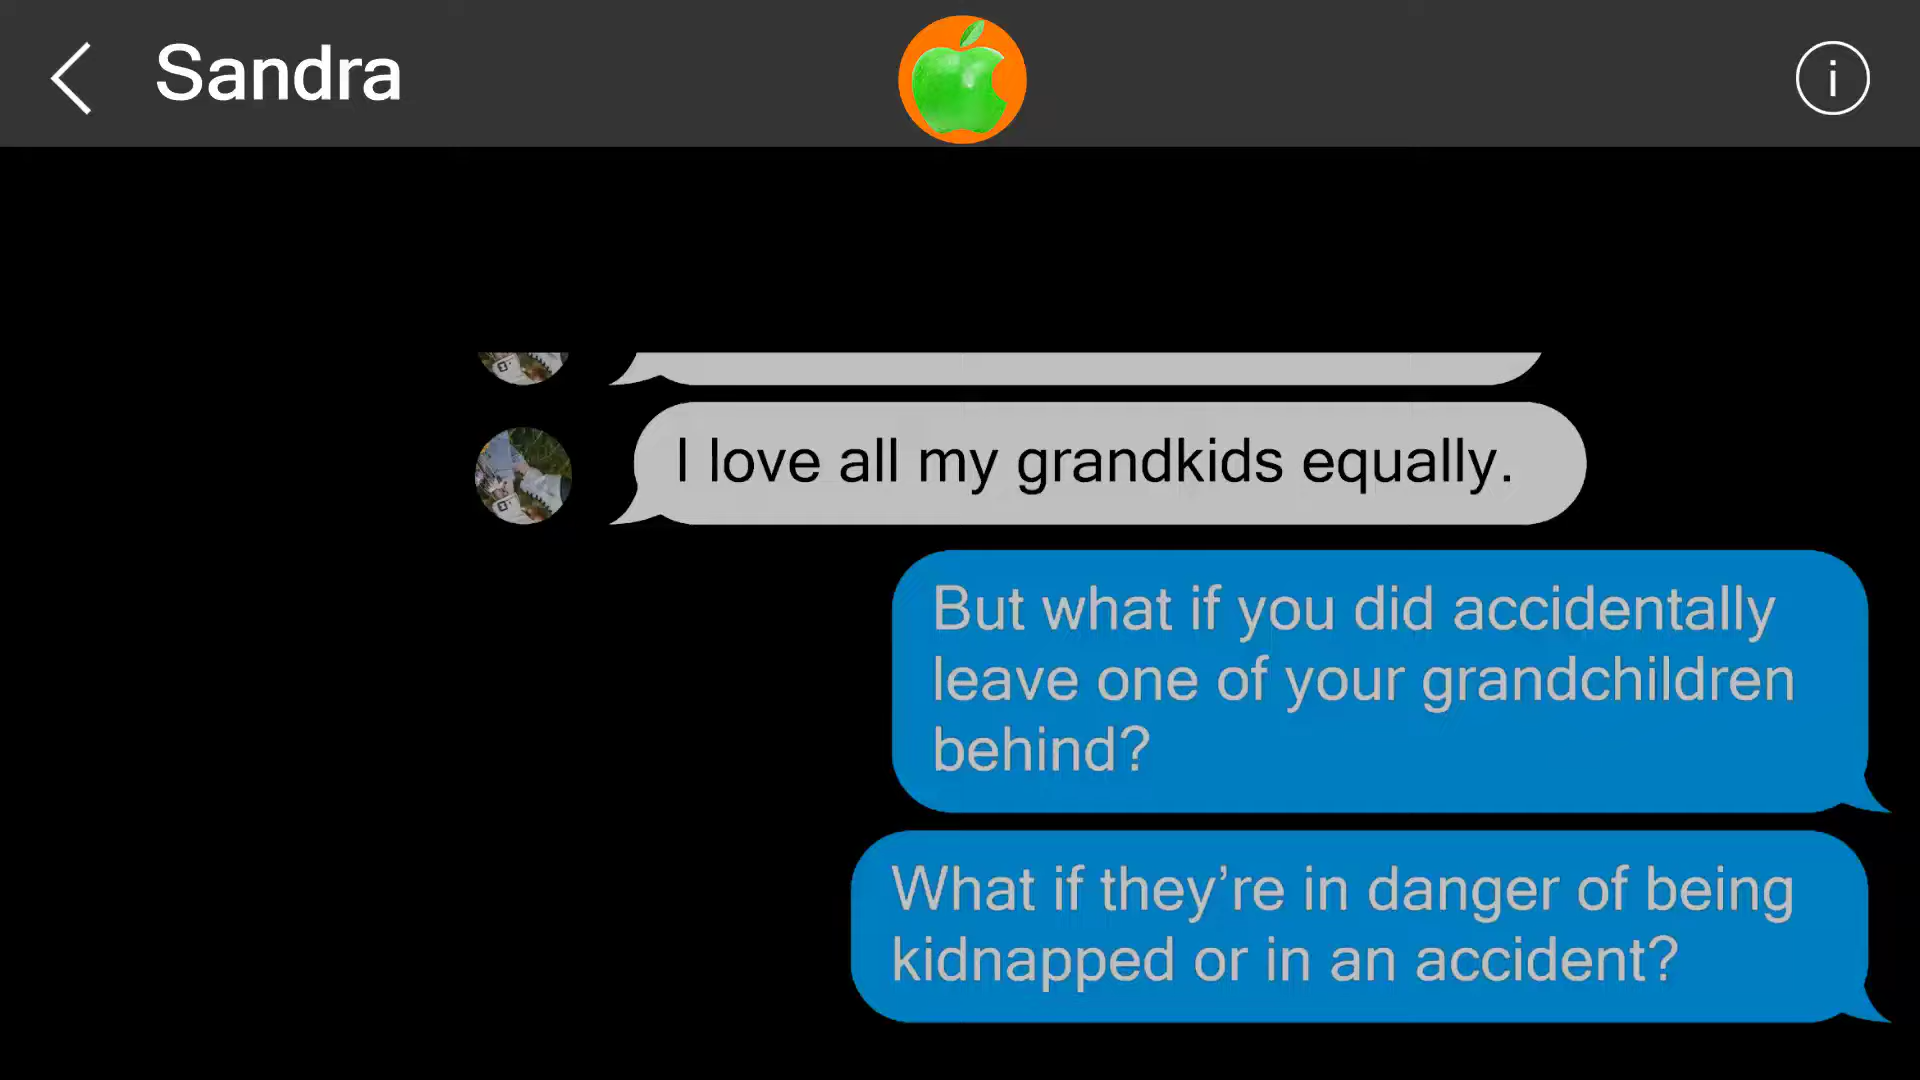 Sandra
i
I love all my grandkids equally.
But what if you did accidentally
leave one of your grandchildren
behind?
What if they’re in danger of being
kidnapped or in an accident?